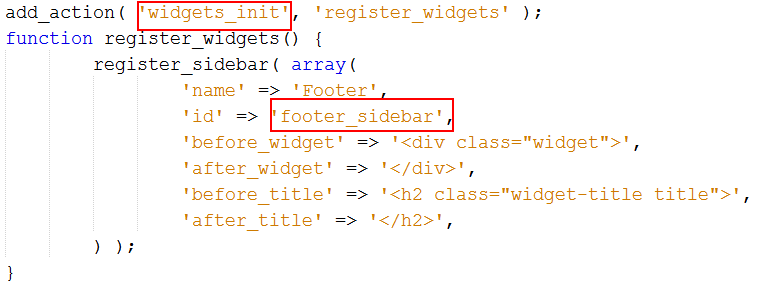 add_action( 'widgets_init', 'register_widgets' );
function register_widgets() {
register_sidebar( array(
'name' => 'Footer',
'id' => 'footer_sidebar',
'before_widget' => '<div class="widget">',
'after_widget' => '</div>',
'before_title' => '<h2 class="widget-title title">',
'after_title' => '</h2>',
) );
}